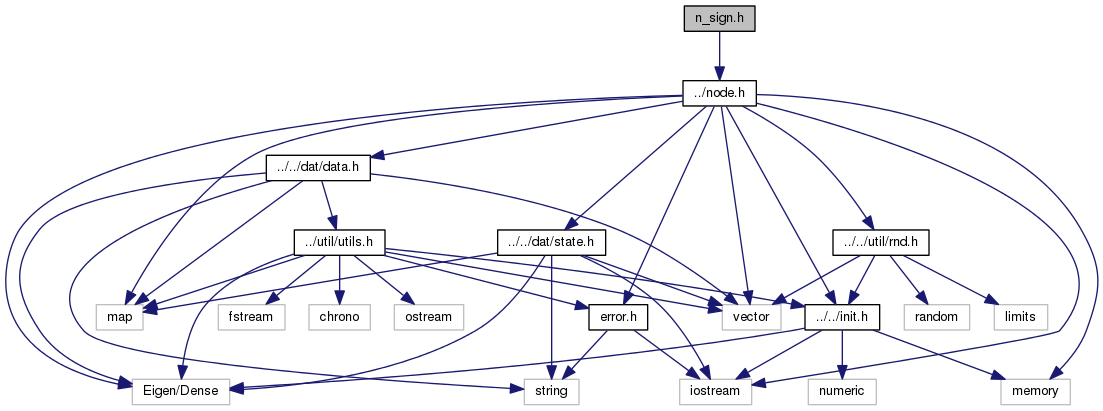 n_sign.h
../node.h
../../dat/data.h
../util/utils.h
../../dat/state.h
../../util/rnd.h
map
fstream
chrono
ostream
error.h
vector
../../init.h
random
limits
Eigen/Dense
string
iostream
numeric
memory